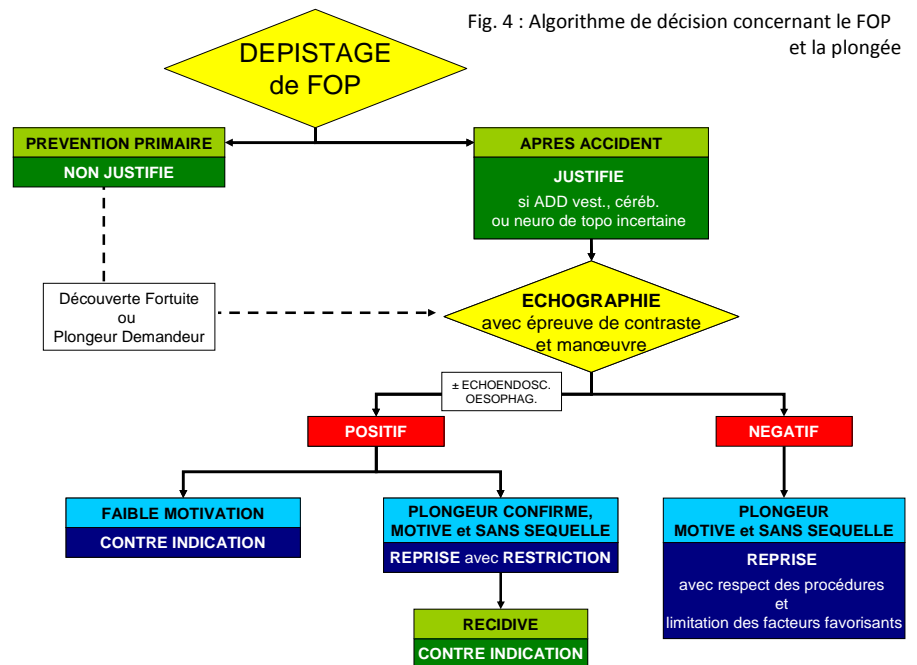 Fig. 4 : Algorithme de décision concernant le FOP
et la plongée
DEPISTAGE
de FOP
PREVENTION PRIMAIRE
NON JUSTIFIE
APRES ACCIDENT
JUSTIFIE
si ADD vest., céréb.
ou neuro de topo incertaine
Découverte Fortuite
ou
Plongeur Demandeur
ECHOGRAPHIE
avec épreuve de contraste
et manœuvre
± ECHOENDOSC.
OESOPHAG.
POSITIF
NEGATIF
FAIBLE MOTIVATION
CONTRE INDICATION
PLONGEUR CONFIRME,
MOTIVE et SANS SEQUELLE
REPRISE avec RESTRICTION
PLONGEUR
MOTIVE et SANS SEQUELLE
REPRISE
avec respect des procédures
et
limitation des facteurs favorisants
RECIDIVE
CONTRE INDICATION